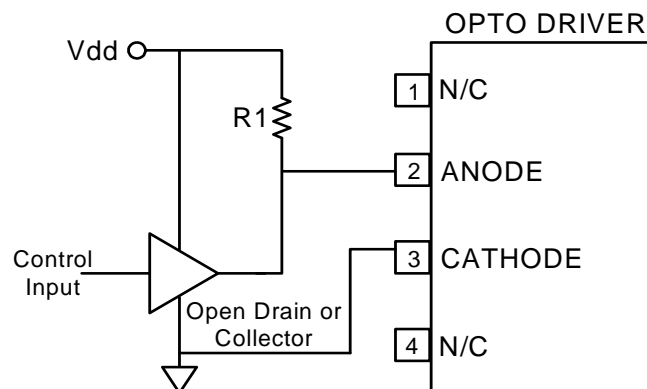 OPTO DRIVER
Vdd
1
N/C
R1
2
ANODE
Control
Input
3
CATHODE
Open Drain or
Collector
4
N/C